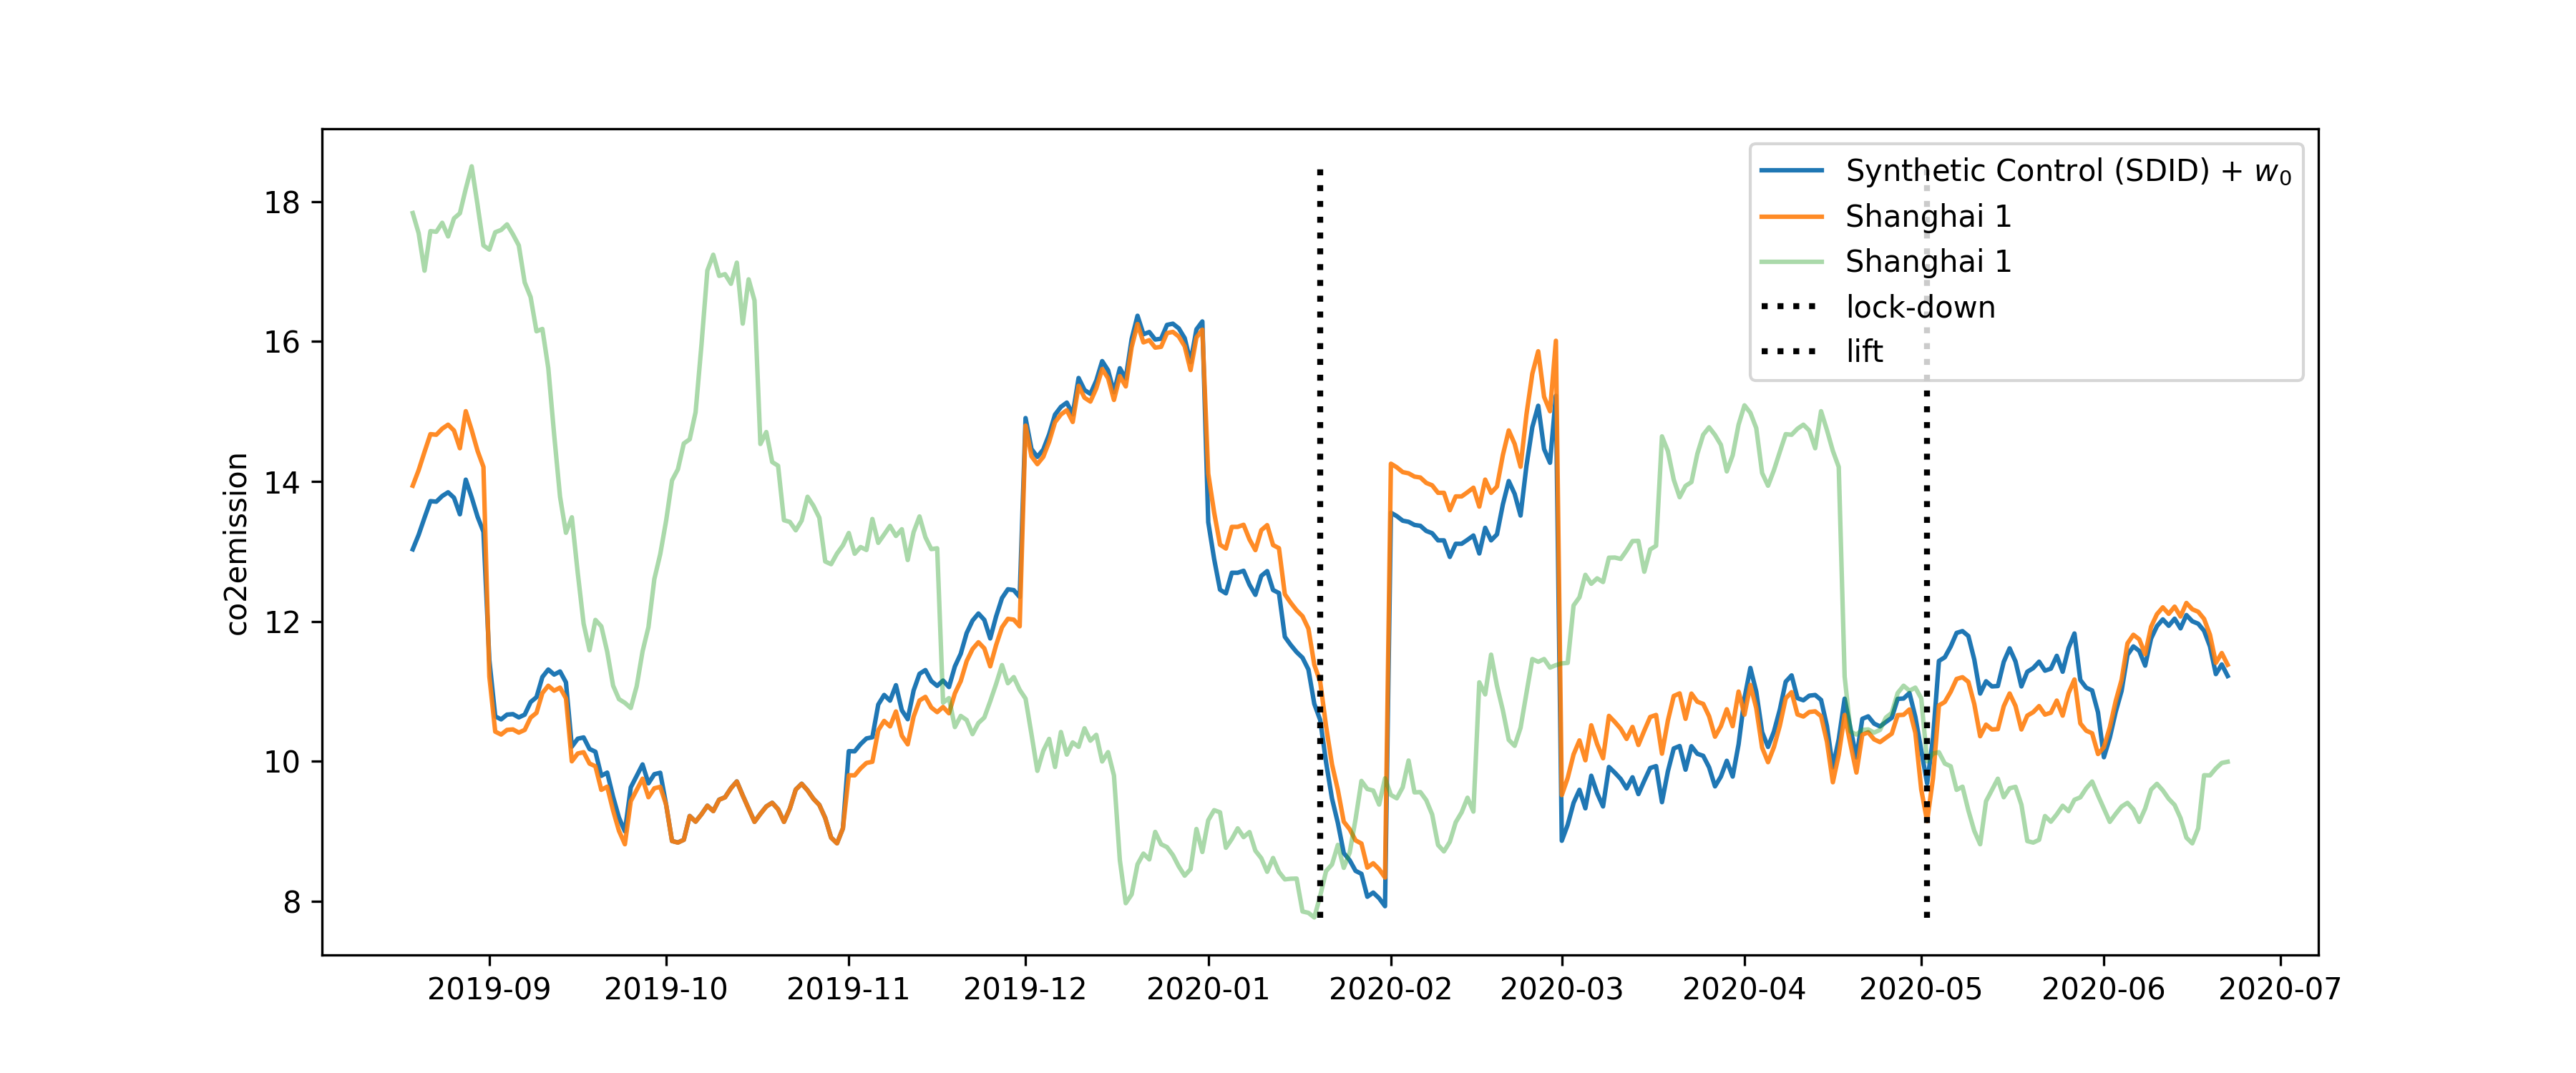 Synthetic Control (SDID) + w₀
Shanghai 1
Shanghai 1
lock-down
lift
co2emission
18
16
14
12
10
8
2019-09 2019-10 2019-11 2019-12 2020-01 2020-02 2020-03 2020-04 2020-05 2020-06 2020-07